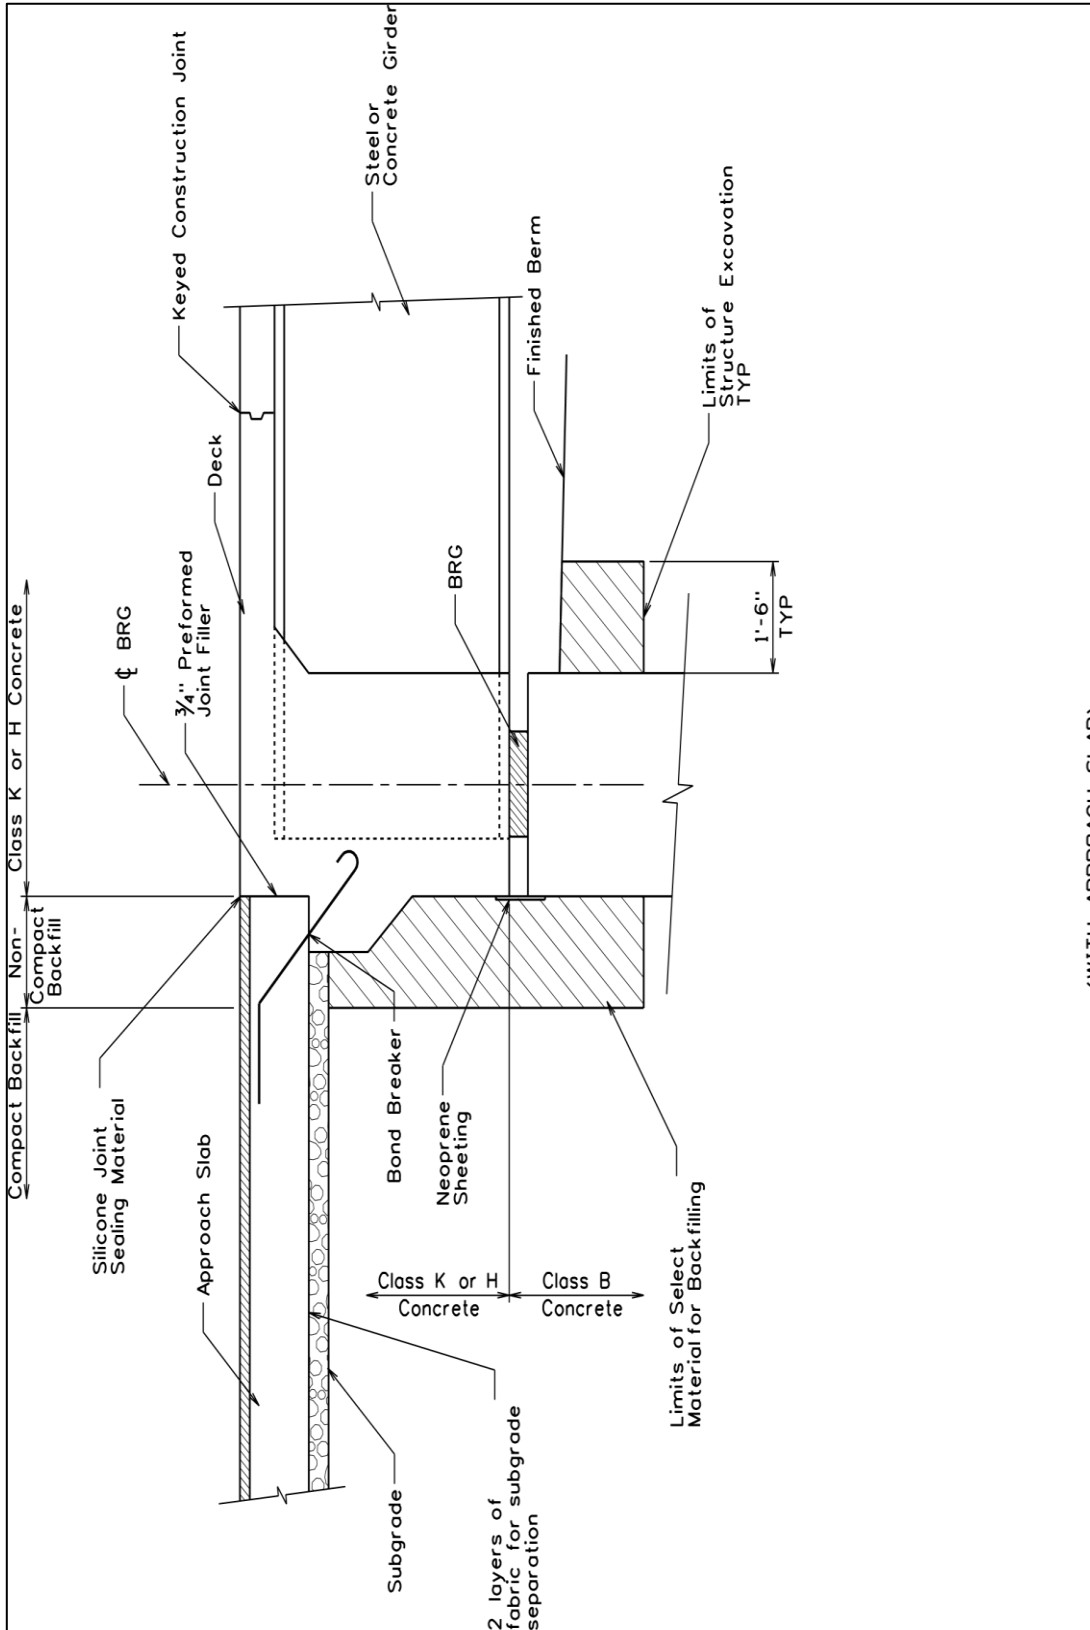 Compact Backfill
Non-
Compact
Backfill
Class K or H Concrete
Silicone Joint
Sealing Material
℄ BRG
3/4" Preformed
Joint Filler
Deck
Keyed Construction Joint
Approach Slab
Steel or
Concrete Girder
Subgrade
Bond Breaker
BRG
Finished Berm
2 layers of
fabric for subgrade
separation
Neoprene
Sheeting
Class K or H
Concrete
Class B
Concrete
Limits of Select
Material for Backfilling
1'-6"
TYP
Limits of
Structure Excavation
TYP
(WITH APPROACH SLAB)